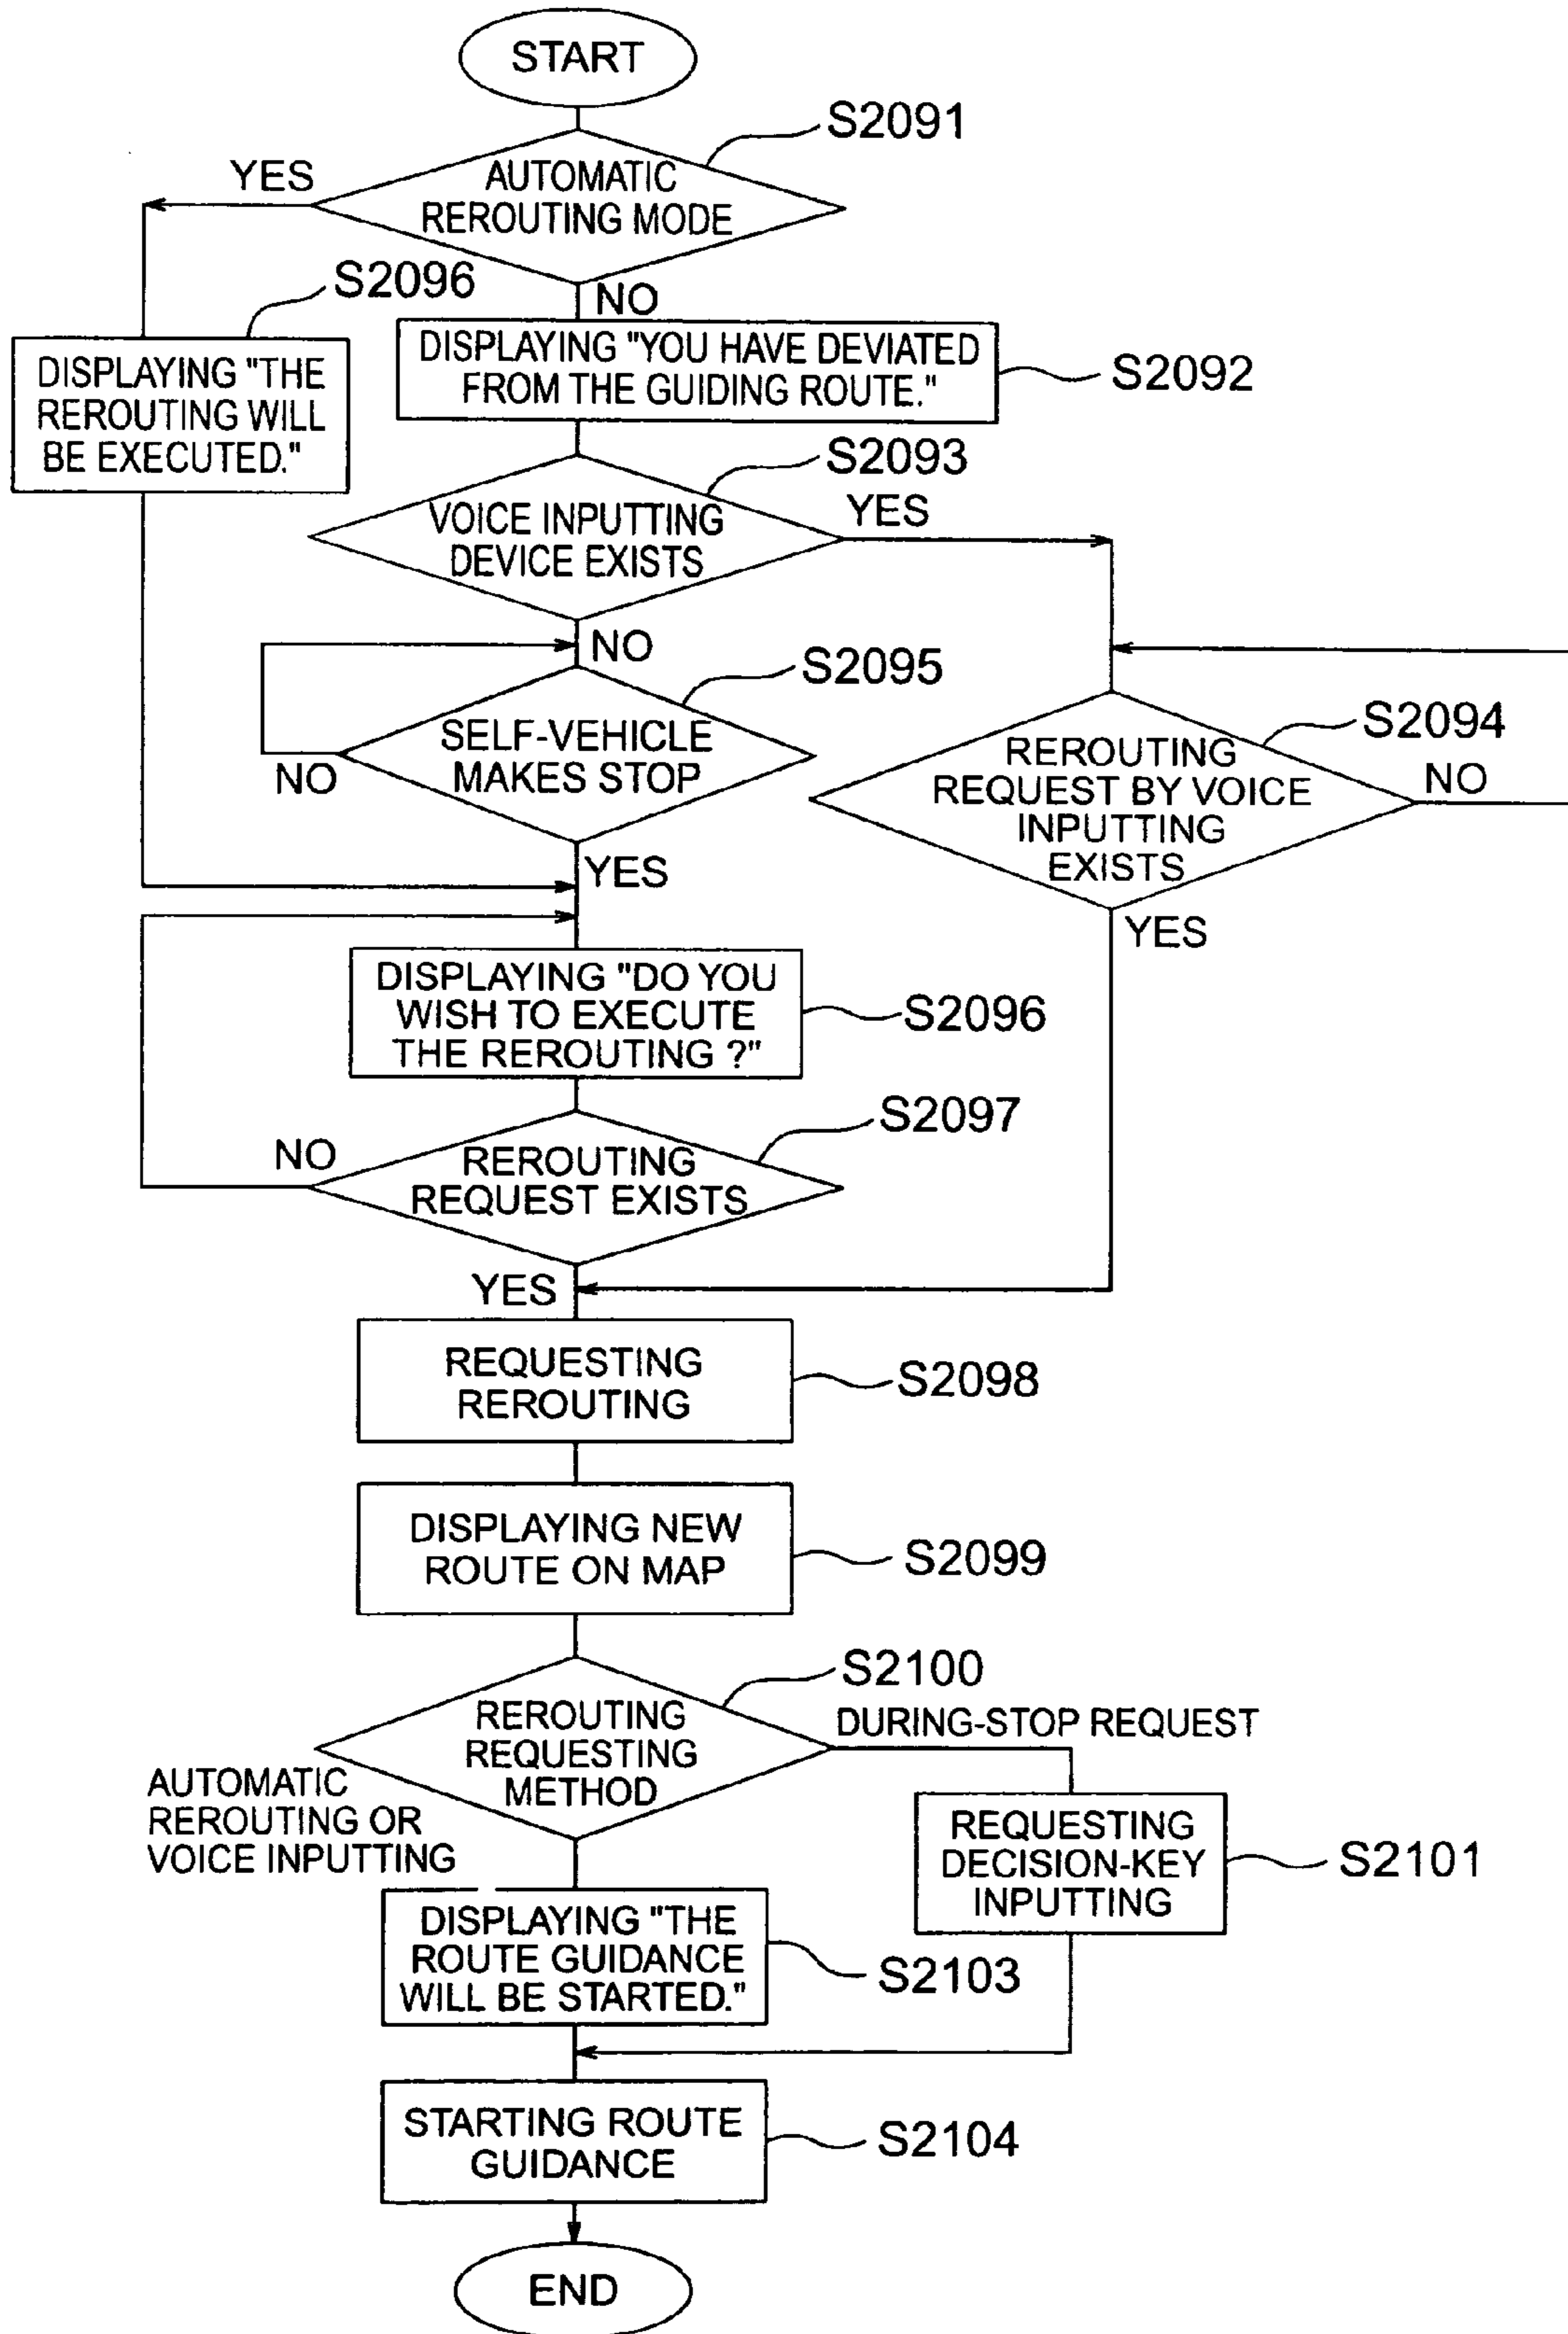 START
S2091
YES
AUTOMATIC
REROUTING MODE
S2096
NO
DISPLAYING "THE
REROUTING WILL
BE EXECUTED."
DISPLAYING "YOU HAVE DEVIATED
FROM THE GUIDING ROUTE."
S2092
S2093
VOICE INPUTTING
DEVICE EXISTS
YES
NO
S2095
SELF-VEHICLE
MAKES STOP
NO
S2094
REROUTING
REQUEST BY VOICE
INPUTTING
EXISTS
NO
YES
YES
DISPLAYING "DO YOU
WISH TO EXECUTE
THE REROUTING ?"
S2096
S2097
NO
REROUTING
REQUEST EXISTS
YES
REQUESTING
REROUTING
S2098
DISPLAYING NEW
ROUTE ON MAP
S2099
S2100
REROUTING
REQUESTING
METHOD
DURING-STOP REQUEST
AUTOMATIC
REROUTING OR
VOICE INPUTTING
REQUESTING
DECISION-KEY
INPUTTING
S2101
DISPLAYING "THE
ROUTE GUIDANCE
WILL BE STARTED."
S2103
STARTING ROUTE
GUIDANCE
S2104
END